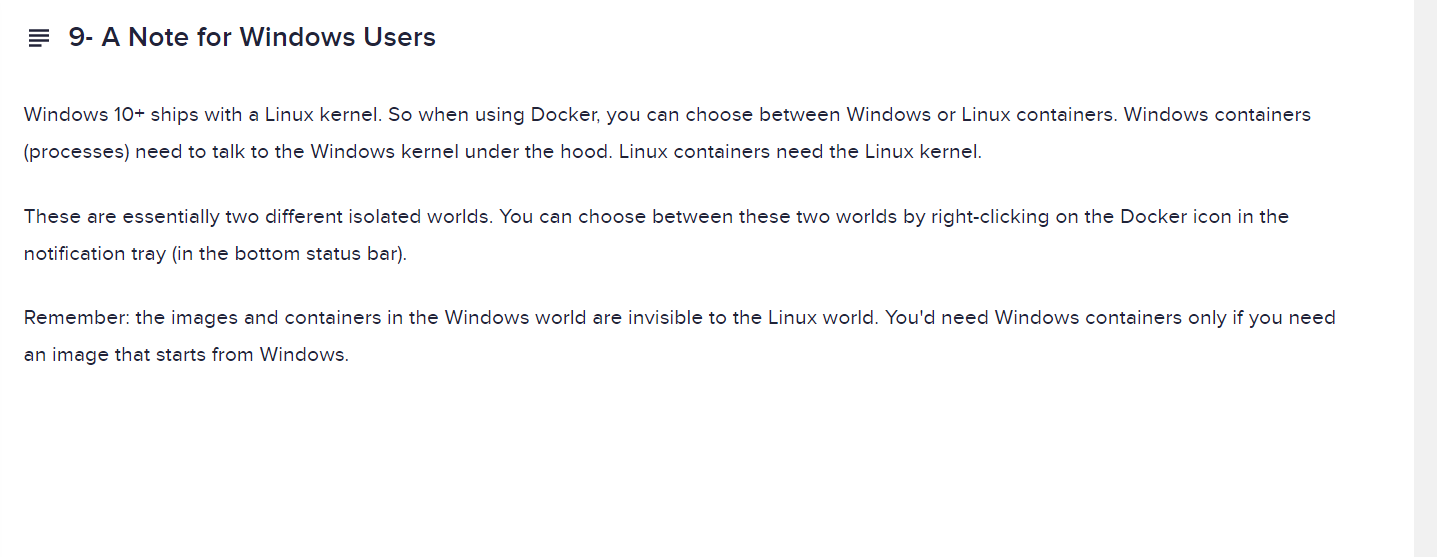 9- A Note for Windows Users
Windows 10+ ships with a Linux kernel. So when using Docker, you can choose between Windows or Linux containers. Windows containers
(processes) need to talk to the Windows kernel under the hood. Linux containers need the Linux kernel.
These are essentially two different isolated worlds. You can choose between these two worlds by right-clicking on the Docker icon in the
notification tray (in the bottom status bar).
Remember: the images and containers in the Windows world are invisible to the Linux world. You'd need Windows containers only if you need
an image that starts from Windows.